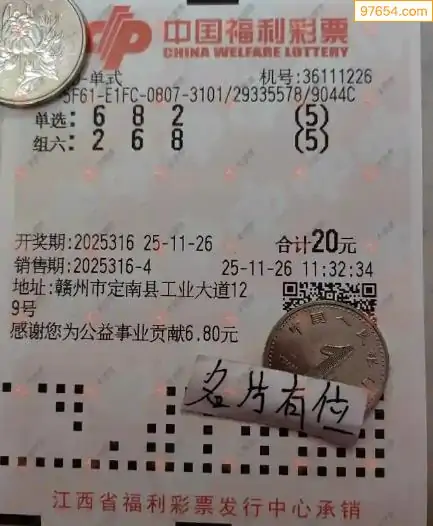 97654.com
中国福利彩票
CHINA WELFARE LOTTERY
-单式 机号:36111226
5F61-E1FC-0807-3101/29335578/9044C
单选: 6 8 2 (5)
组六: 2 6 8 (5)
开奖期:2025316 25-11-26 合计20元
销售期:2025316-4 25-11-26 11:32:34
地址:赣州市定南县工业大道12
9号
感谢您为公益事业贡献6.80元
名片有位
江西省福利彩票发行中心承销